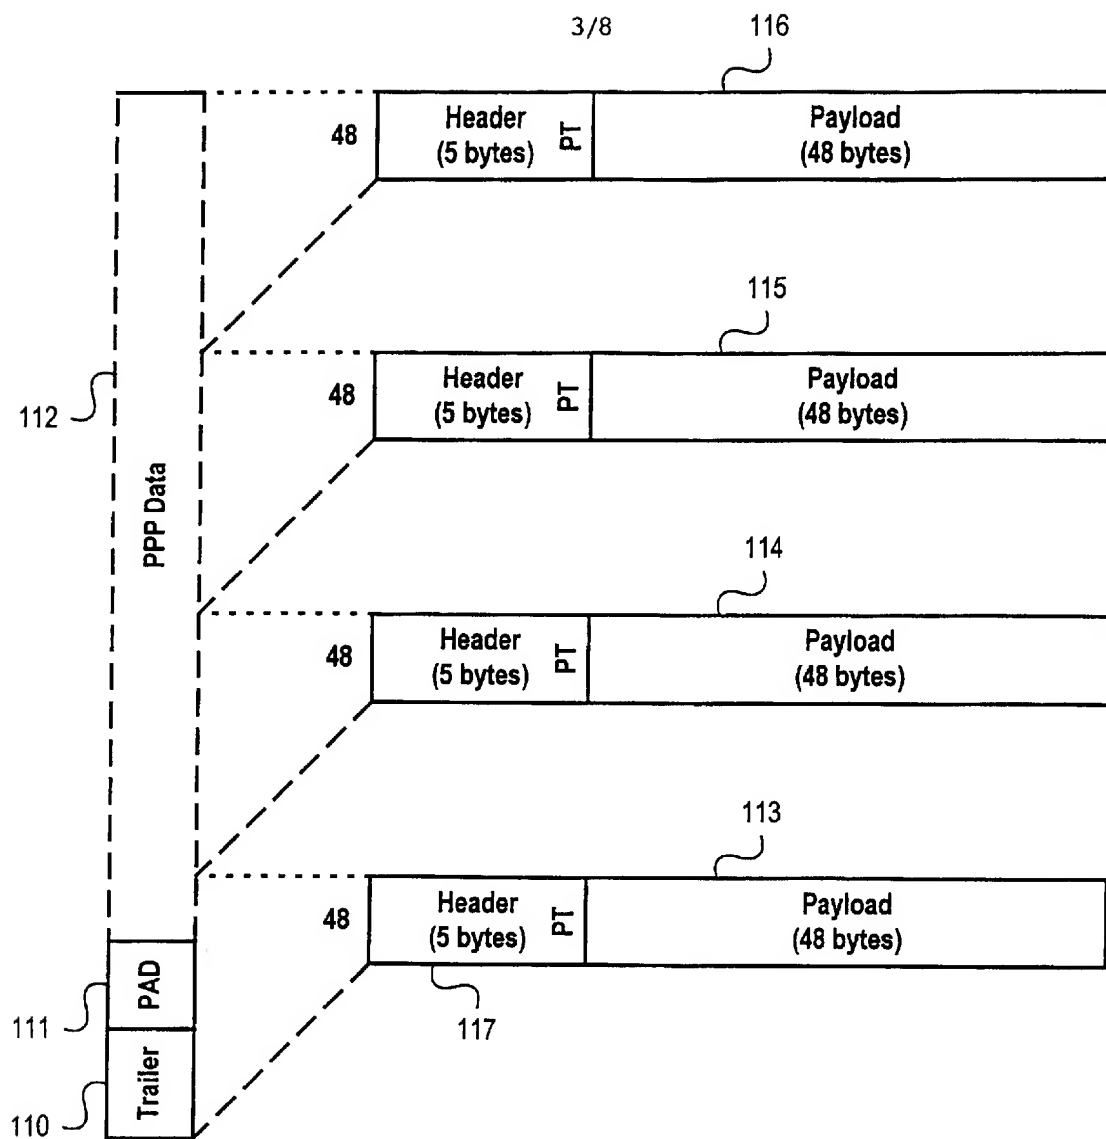 3/8
116
48
Header
(5 bytes)
PT
Payload
(48 bytes)
115
48
Header
(5 bytes)
PT
Payload
(48 bytes)
112
PPP Data
114
48
Header
(5 bytes)
PT
Payload
(48 bytes)
113
48
Header
(5 bytes)
PT
Payload
(48 bytes)
117
PAD
111
Trailer
110